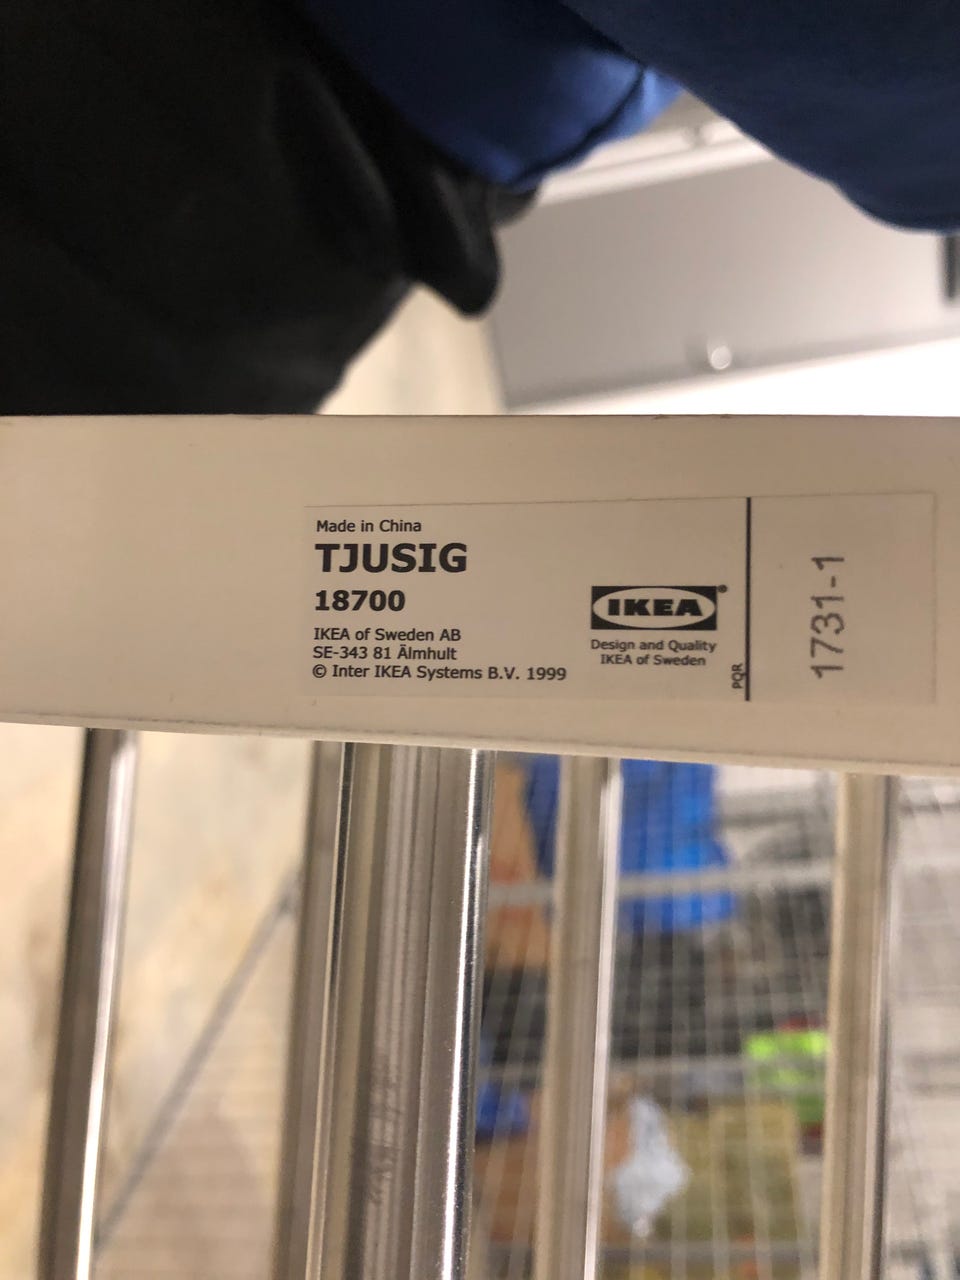 Made in China
TJUSIG
18700
IKEA of Sweden AB
SE-343 81 Älmhult
© Inter IKEA Systems B.V. 1999
IKEA®
Design and Quality
IKEA of Sweden
PQR
1731-1